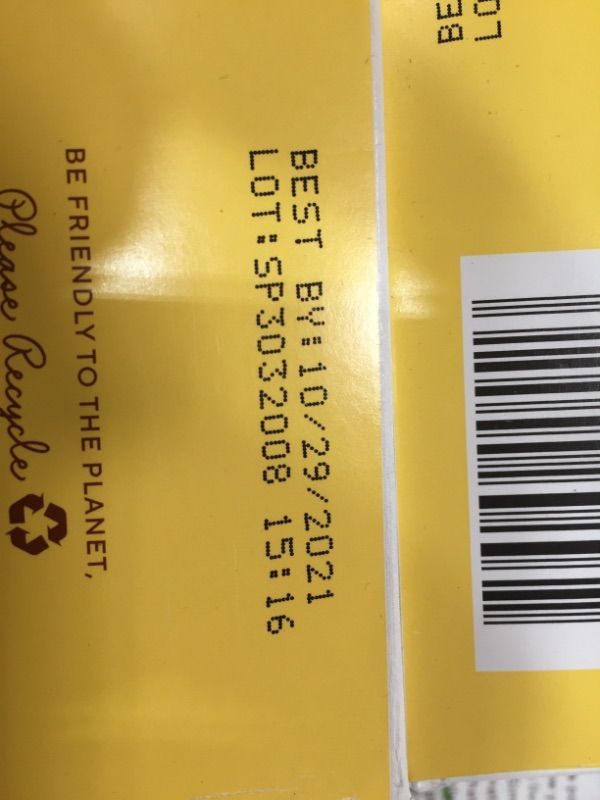 BEST BY:10/29/2021
LOT:SP3032008 15:16
BE FRIENDLY TO THE PLANET,
Please Recycle